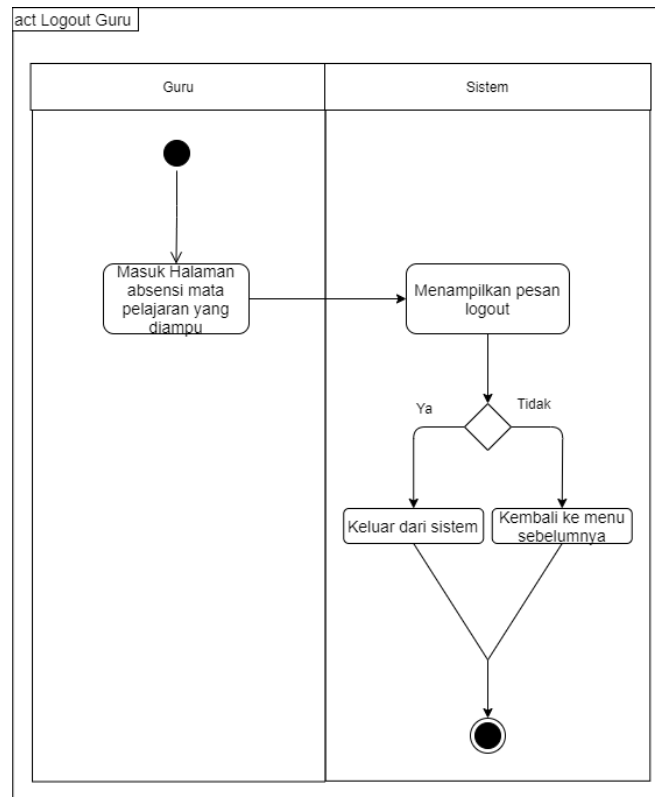 act Logout Guru
Guru
Sistem
Masuk Halaman
absensi mata
pelajaran yang
diampu
Menampilkan pesan
logout
Ya
Tidak
Keluar dari sistem
Kembali ke menu
sebelumnya